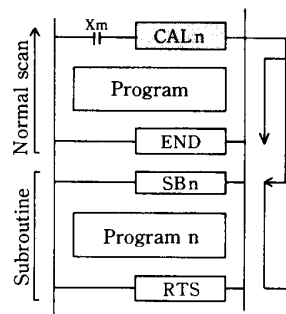 Xm
CALn
Normal scan
Program
END
SBn
Subroutine
Program n
RTS